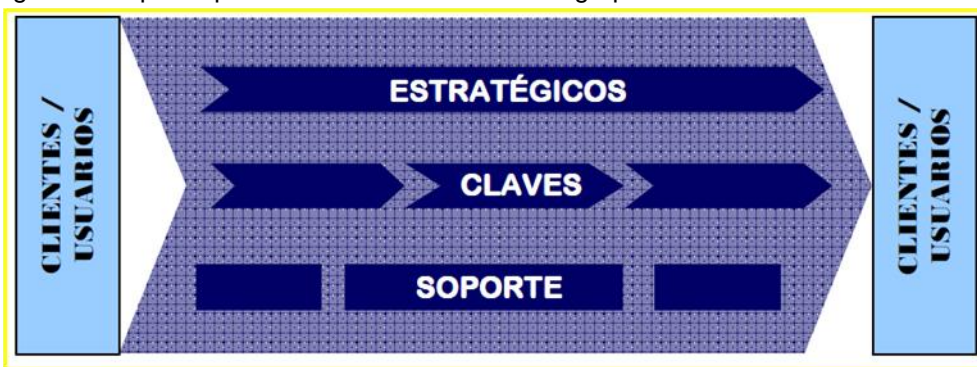 CLIENTES /
USUARIOS
ESTRATÉGICOS
CLAVES
SOPORTE
CLIENTES /
USUARIOS